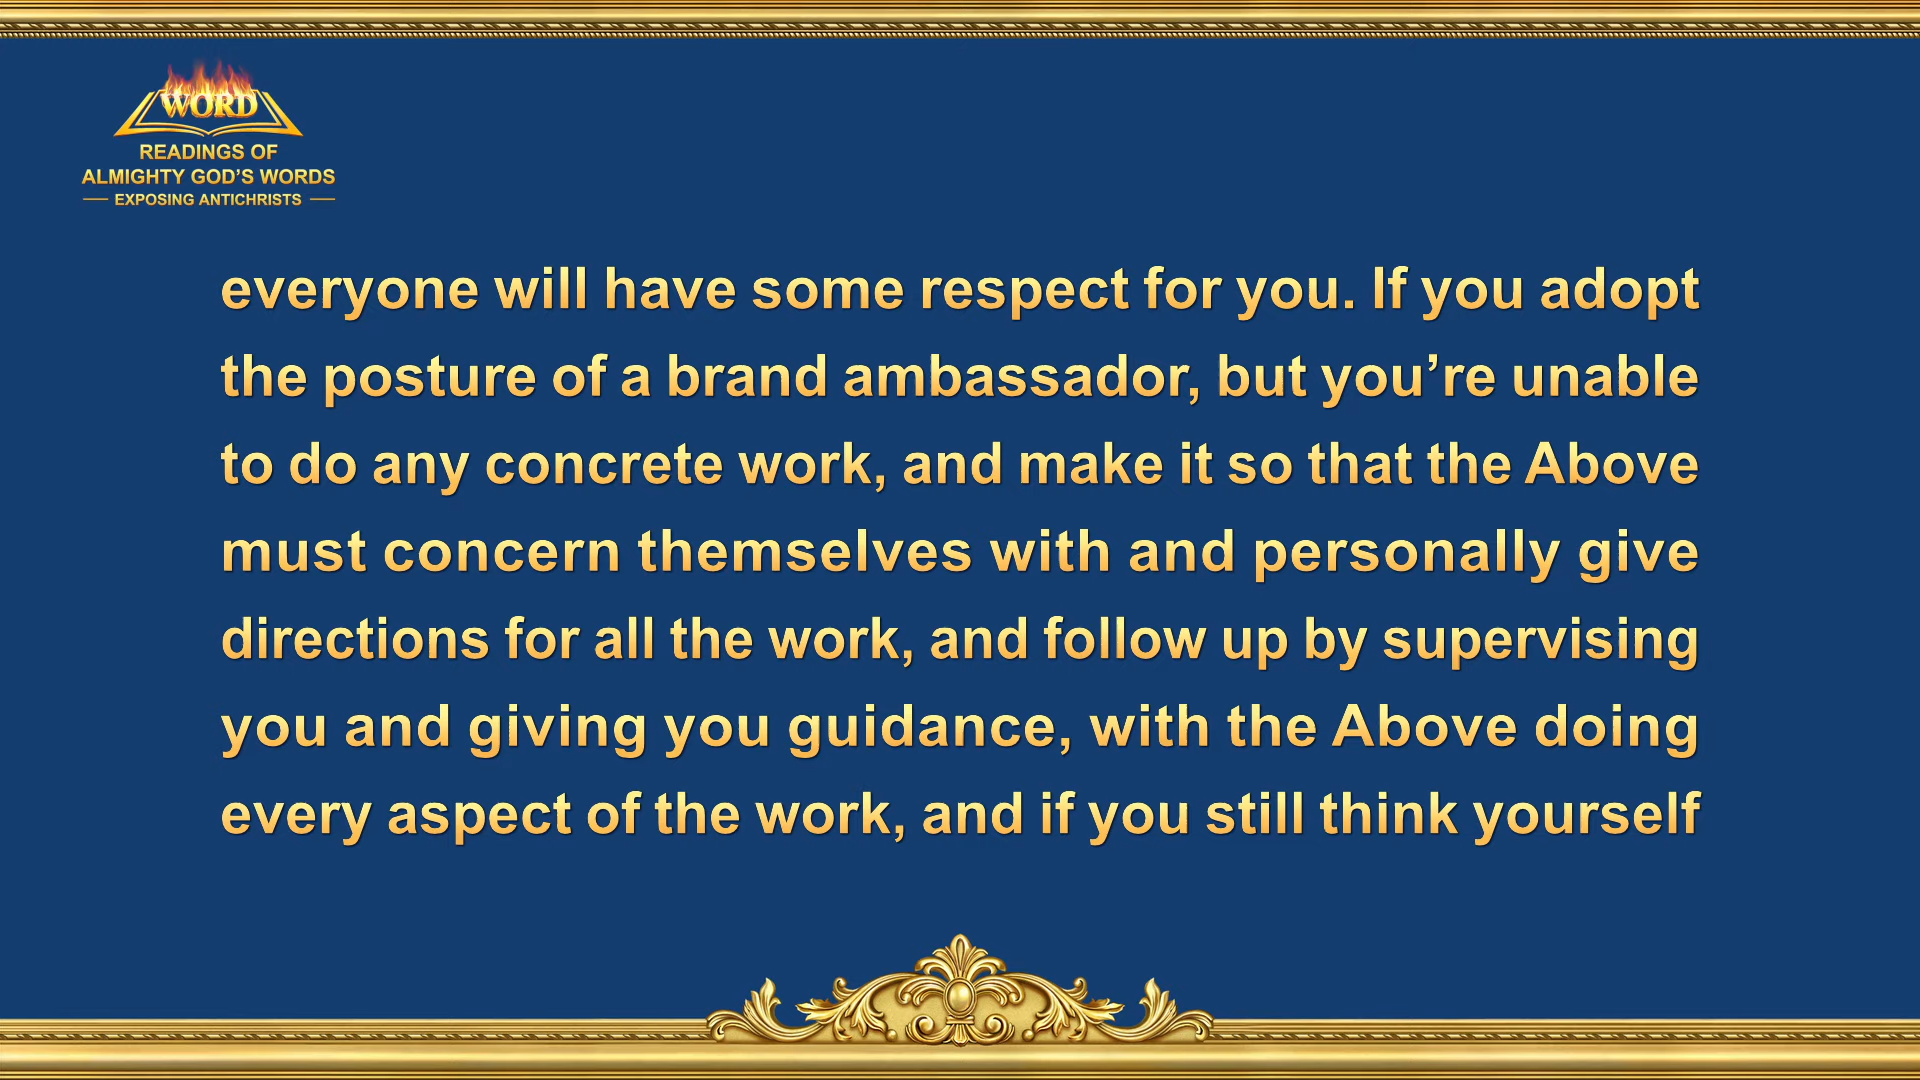 WORD
READINGS OF
ALMIGHTY GOD'S WORDS
EXPOSING ANTICHRISTS
everyone will have some respect for you. If you adopt
the posture of a brand ambassador, but you’re unable
to do any concrete work, and make it so that the Above
must concern themselves with and personally give
directions for all the work, and follow up by supervising
you and giving you guidance, with the Above doing
every aspect of the work, and if you still think yourself